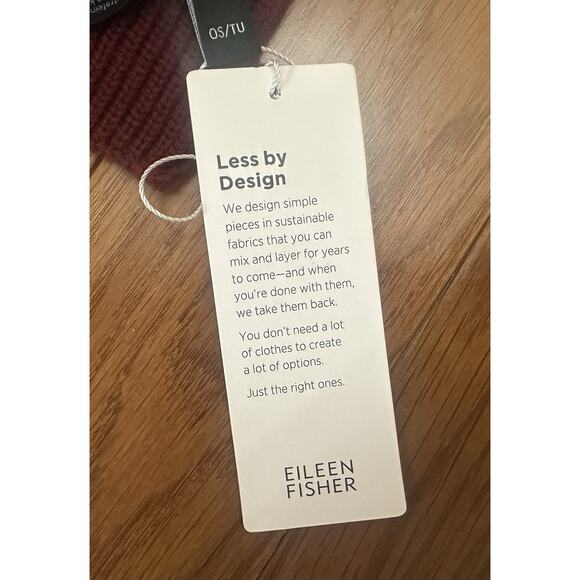 OS/TU
Less by
Design
We design simple
pieces in sustainable
fabrics that you can
mix and layer for years
to come—and when
you're done with them,
we take them back.
You don't need a lot
of clothes to create
a lot of options.
Just the right ones.
EILEEN
FISHER